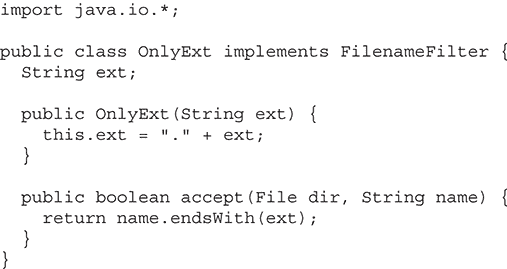 import java.io.*;

public class OnlyExt implements FilenameFilter {
  String ext;

  public OnlyExt(String ext) {
    this.ext = "." + ext;
  }

  public boolean accept(File dir, String name) {
    return name.endsWith(ext);
  }
}